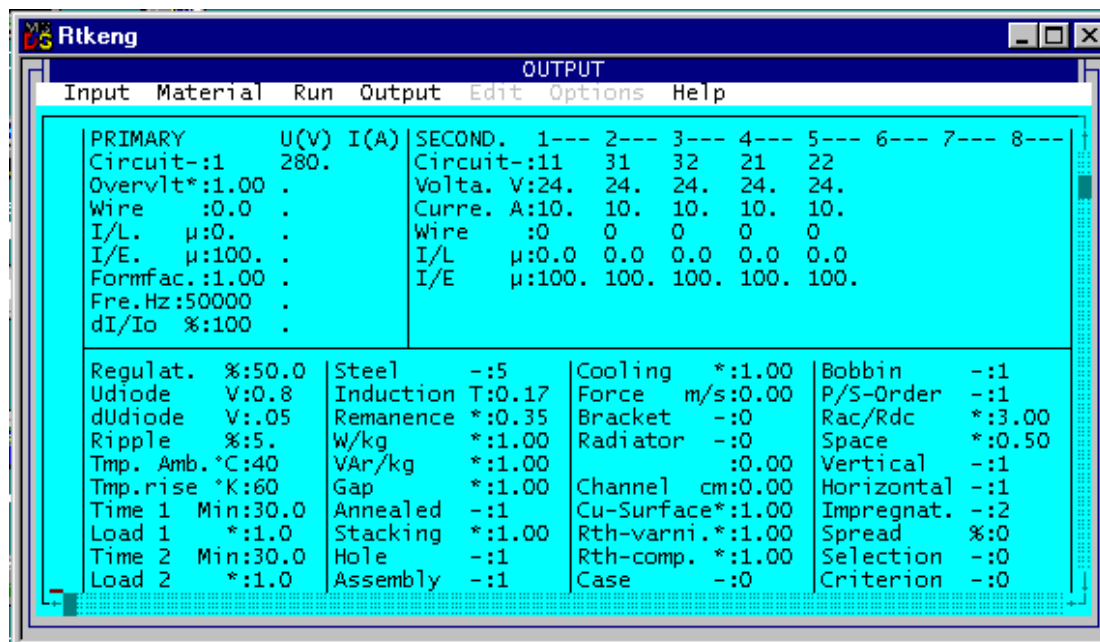 Rtkeng
OUTPUT
Input Material Run Output Edit Options Help
PRIMARY U(V) I(A) SECOND. 1--- 2--- 3--- 4--- 5--- 6--- 7--- 8---
Circuit-:1 280. Circuit-:11 31 32 21 22
Overvlt*:1.00 . Volta. V:24. 24. 24. 24. 24.
Wire :0.0 . Curre. A:10. 10. 10. 10. 10.
I/L. µ:0. . Wire :0 0 0 0 0
I/E. µ:100. . I/L µ:0.0 0.0 0.0 0.0 0.0
Formfac.:1.00 . I/E µ:100. 100. 100. 100. 100.
Fre.Hz:50000 .
dI/Io %:100 .
Regulat. %:50.0 Steel -:5 Cooling *:1.00 Bobbin -:1
Udiode V:0.8 Induction T:0.17 Force m/s:0.00 P/S-Order -:1
dUdiode V:.05 Remanence *:0.35 Bracket -:0 Rac/Rdc *:3.00
Ripple %:5. W/kg *:1.00 Radiator -:0 Space *:0.50
Tmp. Amb.°C:40 VAr/kg *:1.00 :0.00 Vertical -:1
Tmp.rise °K:60 Gap *:1.00 Channel cm:0.00 Horizontal -:1
Time 1 Min:30.0 Annealed -:1 Cu-Surface*:1.00 Impregnat. -:2
Load 1 *:1.0 Stacking *:1.00 Rth-varni.*:1.00 Spread %:0
Time 2 Min:30.0 Hole -:1 Rth-comp. *:1.00 Selection -:0
Load 2 *:1.0 Assembly -:1 Case -:0 Criterion -:0